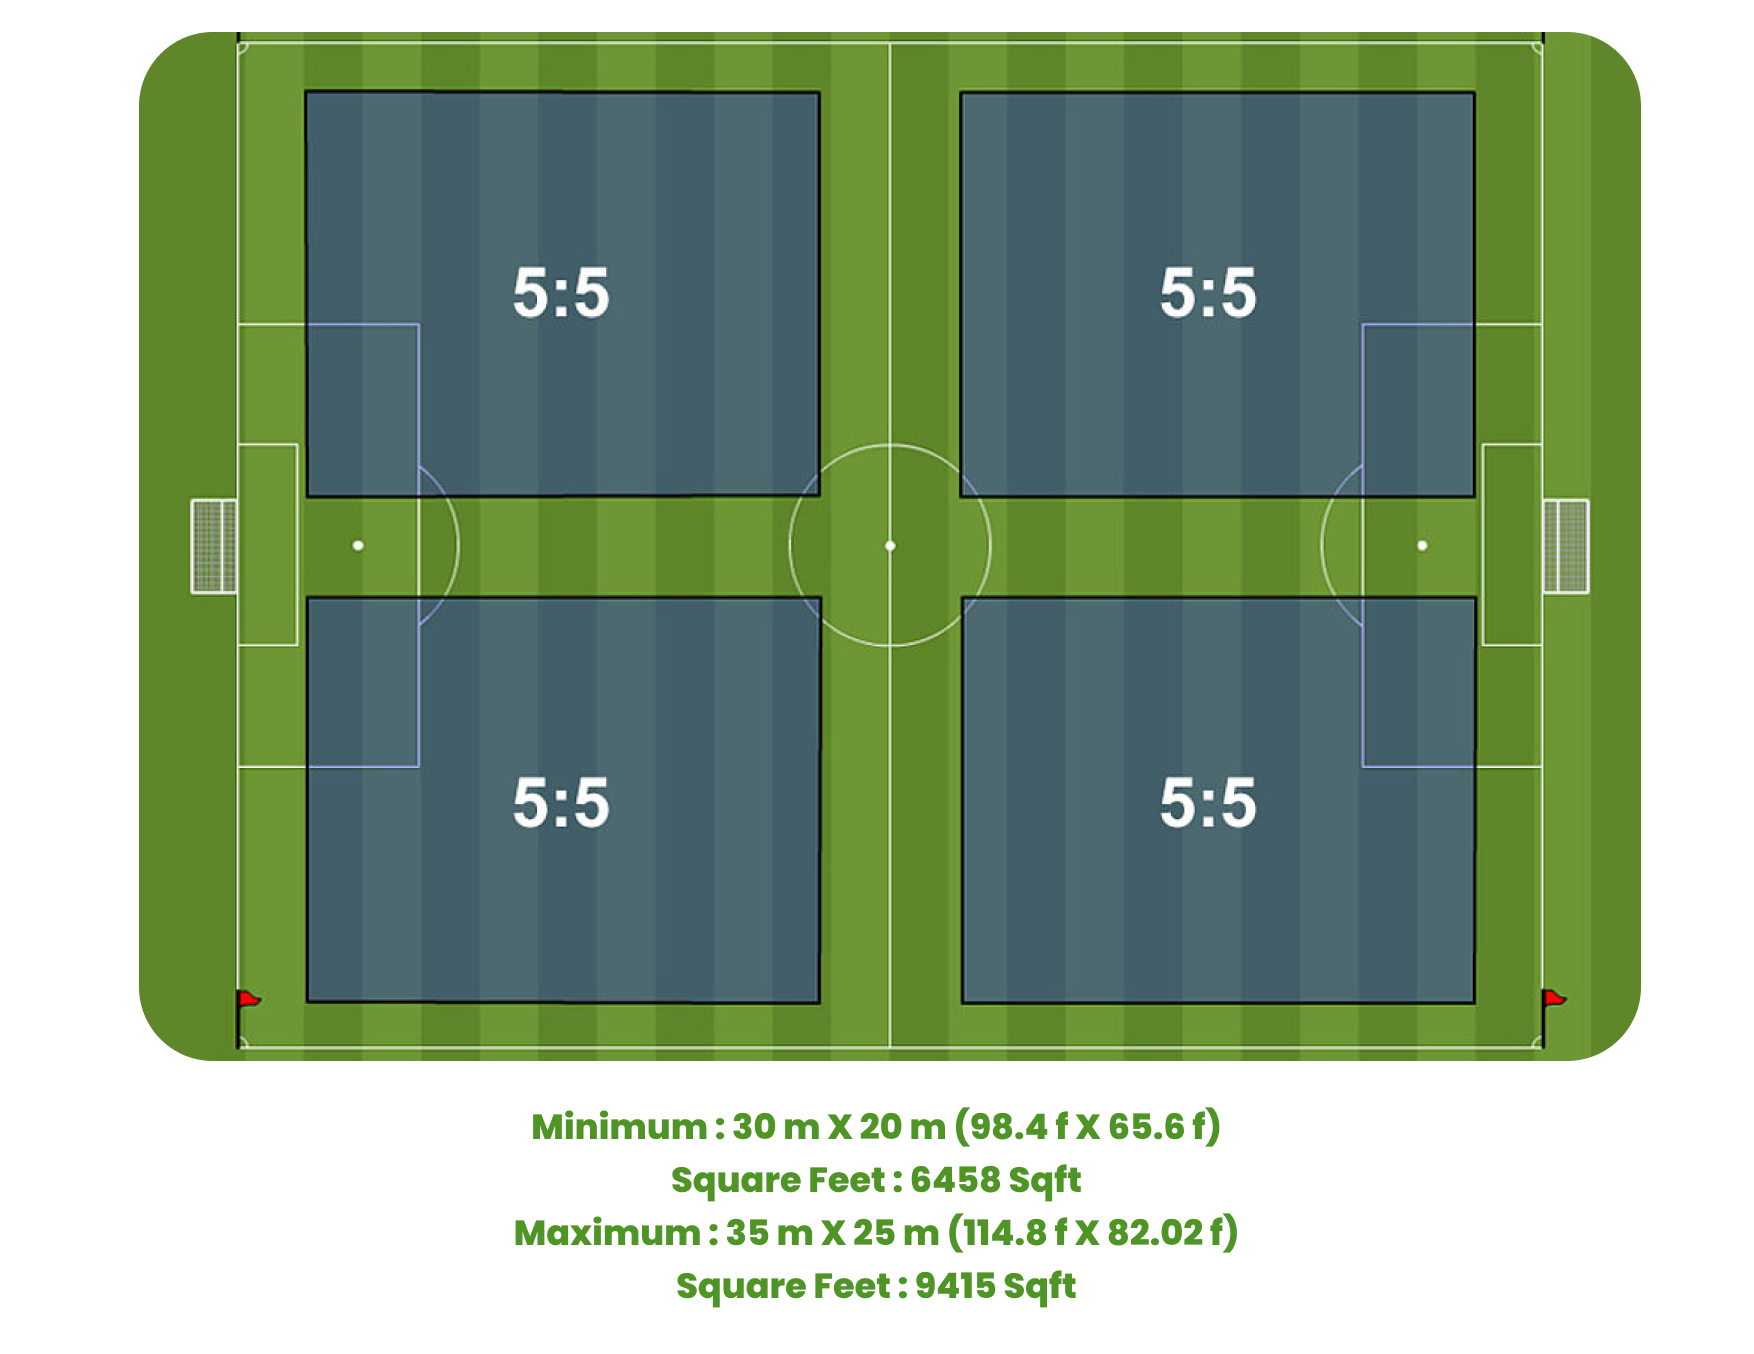 5:5 5:5
5:5 5:5
Minimum : 30 m X 20 m (98.4 f X 65.6 f)
Square Feet : 6458 Sqft
Maximum : 35 m X 25 m (114.8 f X 82.02 f)
Square Feet : 9415 Sqft